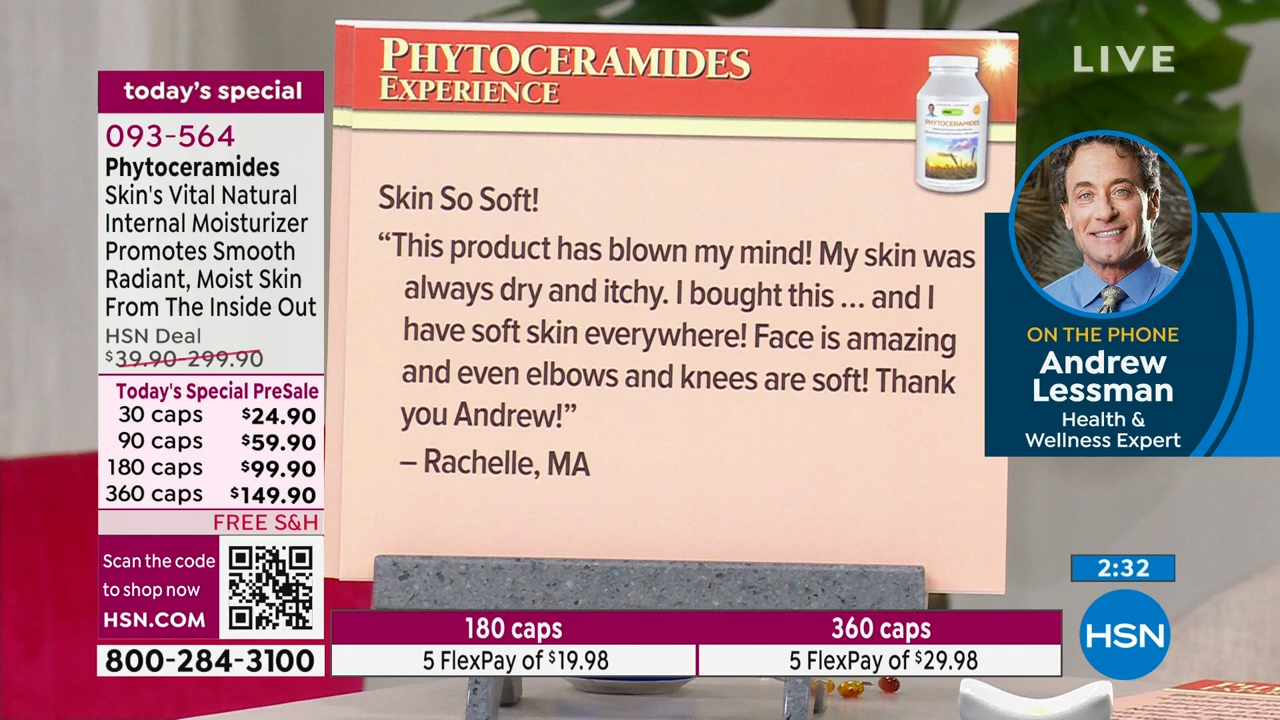 PHYTOCERAMIDES
EXPERIENCE
LIVE
today's special
093-564
Phytoceramides
Skin's Vital Natural
Internal Moisturizer
Promotes Smooth
Radiant, Moist Skin
From The Inside Out
HSN Deal
$39.90-299.90
Today's Special PreSale
30 caps $24.90
90 caps $59.90
180 caps $99.90
360 caps $149.90
FREE S&H
Scan the code
to shop now
HSN.COM
800-284-3100
PHYTOCERAMIDES
Skin So Soft!
“This product has blown my mind! My skin was
always dry and itchy. I bought this ... and I
have soft skin everywhere! Face is amazing
and even elbows and knees are soft! Thank
you Andrew!”
– Rachelle, MA
ON THE PHONE
Andrew
Lessman
Health &
Wellness Expert
2:32
HSN
180 caps
5 FlexPay of $19.98
360 caps
5 FlexPay of $29.98